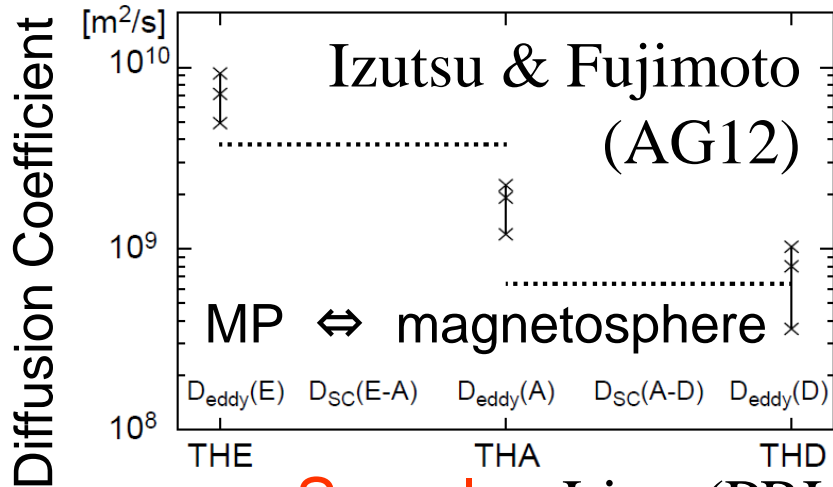 [m²/s]
Diffusion Coefficient
10¹⁰
10⁹
10⁸
Izutsu & Fujimoto
(AG12)
MP ⇔ magnetosphere
D_eddy(E) D_SC(E-A) D_eddy(A) D_SC(A-D) D_eddy(D)
THE THA THD